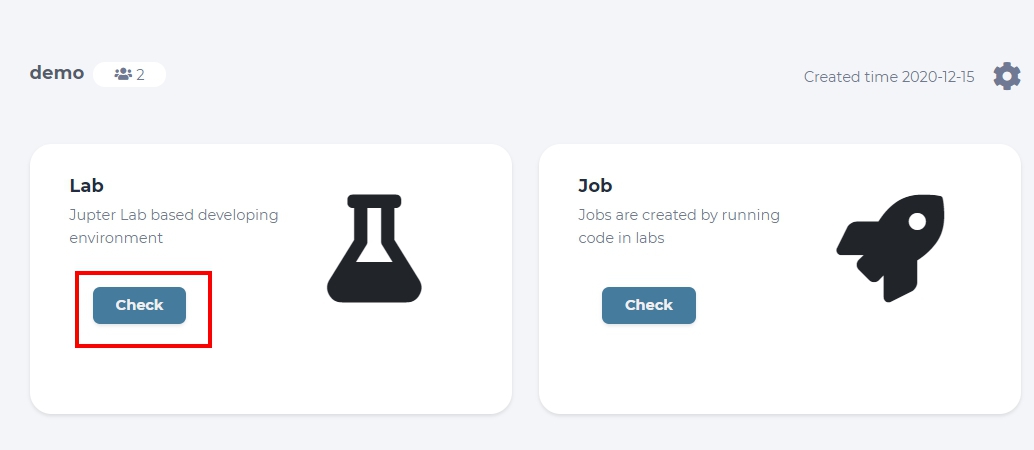 demo 2
Created time 2020-12-15
Lab
Jupter Lab based developing
environment
Check
Job
Jobs are created by running
code in labs
Check